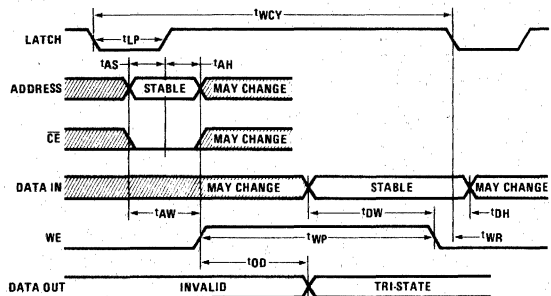 tWCY
LATCH
tLP
tAS
tAH
ADDRESS
STABLE
MAY CHANGE
CE
MAY CHANGE
DATA IN
MAY CHANGE
STABLE
MAY CHANGE
tAW
tDW
tDH
WE
tWP
tWR
tOD
DATA OUT
INVALID
TRI-STATE